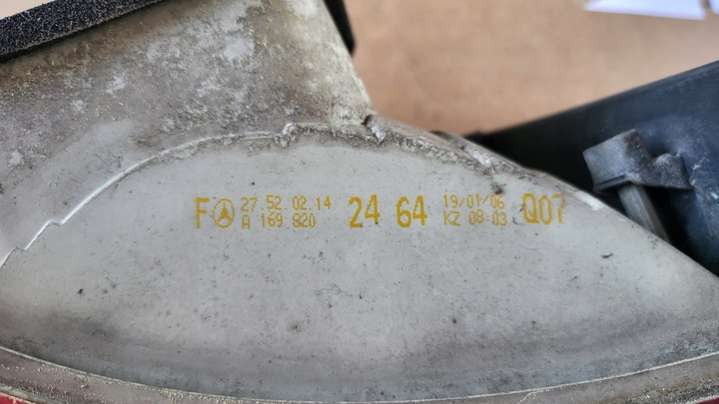 F 27.52.02.14 24 64 19/01/06 Q07
A 169 820 KZ 08-03